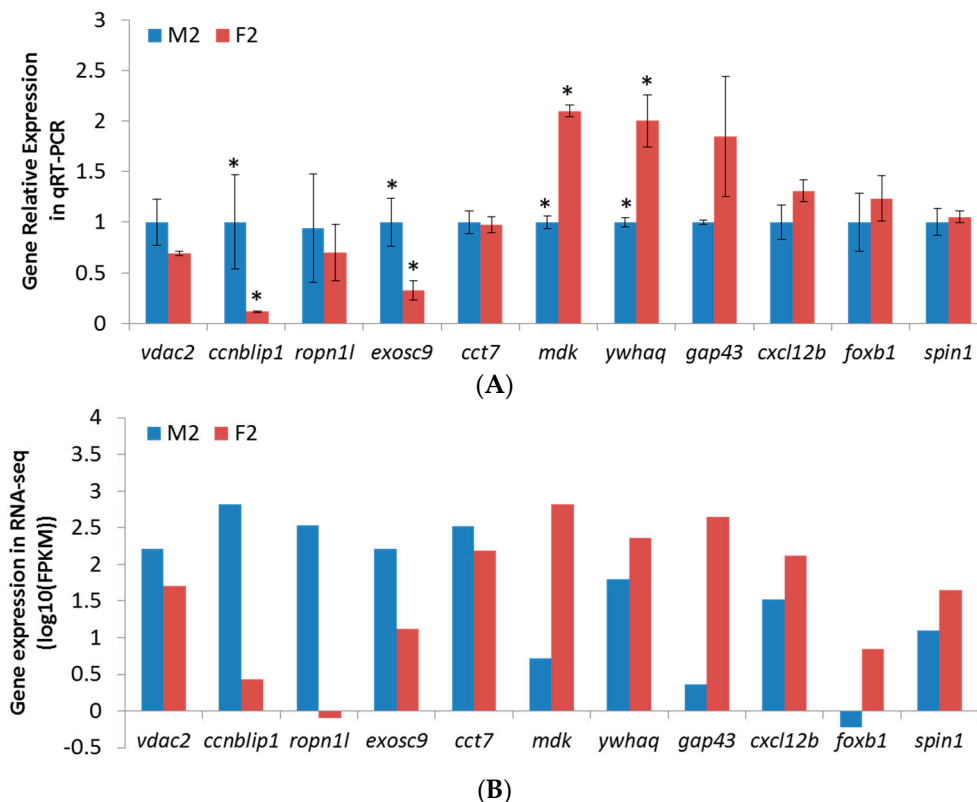 M2 F2
Gene Relative Expression
in qRT-PCR
3
2.5
2
1.5
1
0.5
0
* * * * * * * *
vdac2 ccnblip1 ropn1l exosc9 cct7 mdk ywhaq gap43 cxcl12b foxb1 spin1
(A)
M2 F2
Gene expression in RNA-seq
(log10(FPKM))
4
3.5
3
2.5
2
1.5
1
0.5
0
-0.5
vdac2 ccnblip1 ropn1l exosc9 cct7 mdk ywhaq gap43 cxcl12b foxb1 spin1
(B)